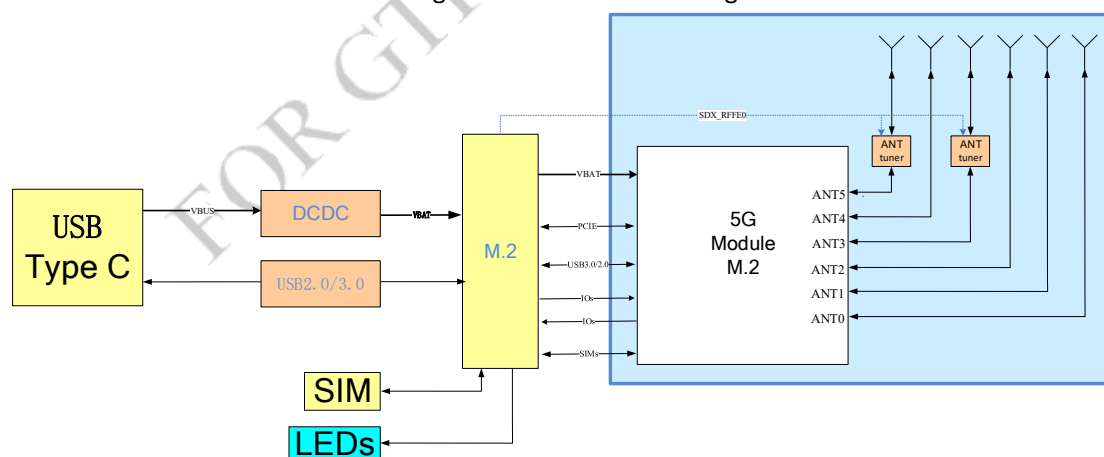 FOR GTI
SDX_RFFE0
ANT
tuner
ANT
tuner
USB
Type C
VBUS
DCDC
VBAT
USB2.0/3.0
M.2
VBAT
PCIE
USB3.0/2.0
IOs
IOs
SIMs
5G
Module
M.2
ANT5
ANT4
ANT3
ANT2
ANT1
ANT0
SIM
LEDs